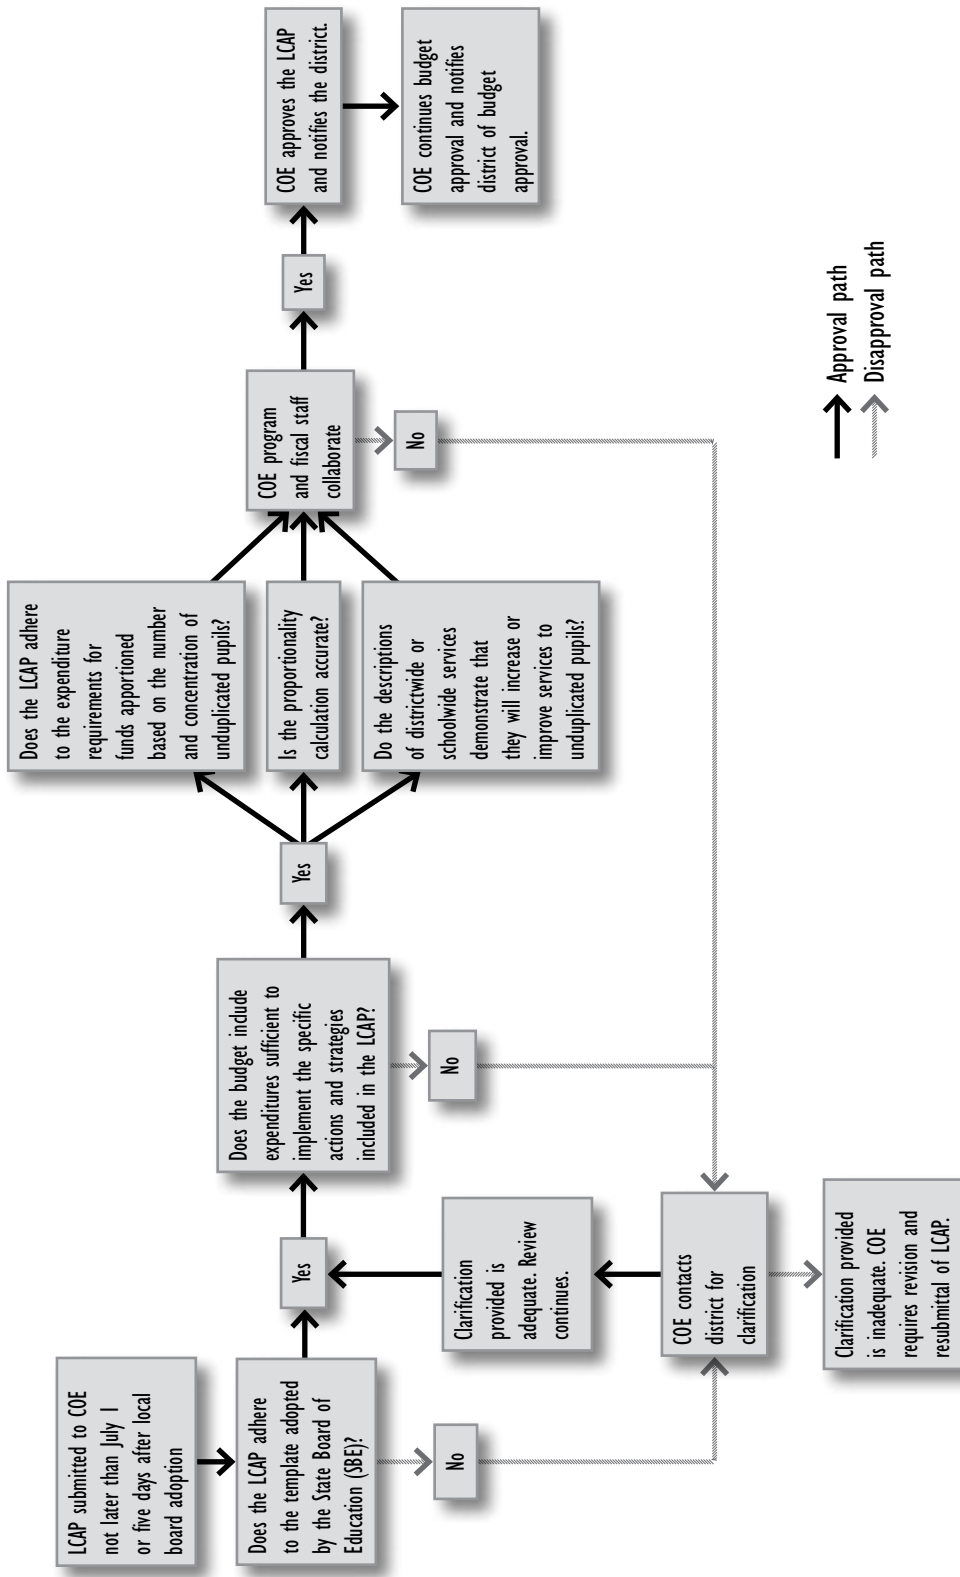 LCAP submitted to COE
not later than July 1
or five days after local
board adoption
Does the LCAP adhere
to the template adopted
by the State Board of
Education (SBE)?
No
Yes
Clarification
provided is
adequate. Review
continues.
COE contacts
district for
clarification
Clarification provided
is inadequate. COE
requires revision and
resubmittal of LCAP.
Does the budget include
expenditures sufficient to
implement the specific
actions and strategies
included in the LCAP?
No
Yes
Does the LCAP adhere
to the expenditure
requirements for
funds apportioned
based on the number
and concentration of
unduplicated pupils?
Is the proportionality
calculation accurate?
Do the descriptions
of districtwide or
schoolwide services
demonstrate that
they will increase or
improve services to
unduplicated pupils?
COE program
and fiscal staff
collaborate
No
Yes
COE approves the LCAP
and notifies the district.
COE continues budget
approval and notifies
district of budget
approval.
Approval path
Disapproval path